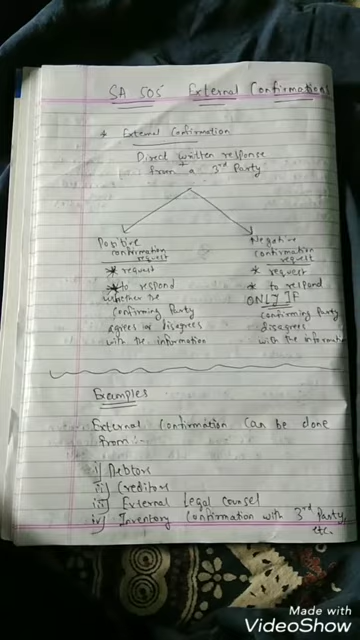 SA 505 External Confirmations
* External Confirmation
Direct written response
from a 3rd Party
Positive
confirmation
request
* request
* to respond
whether the
confirming Party
agrees or disagrees
with the information
Negative
confirmation
request
* request
* to respond
ONLY IF
confirming Party
disagrees
with the information
Examples
External Confirmation can be done
from:-
i) Debtors
ii) Creditors
iii) External Legal Counsel
iv) Inventory Confirmation with 3rd Party,
etc.
Made with
VideoShow